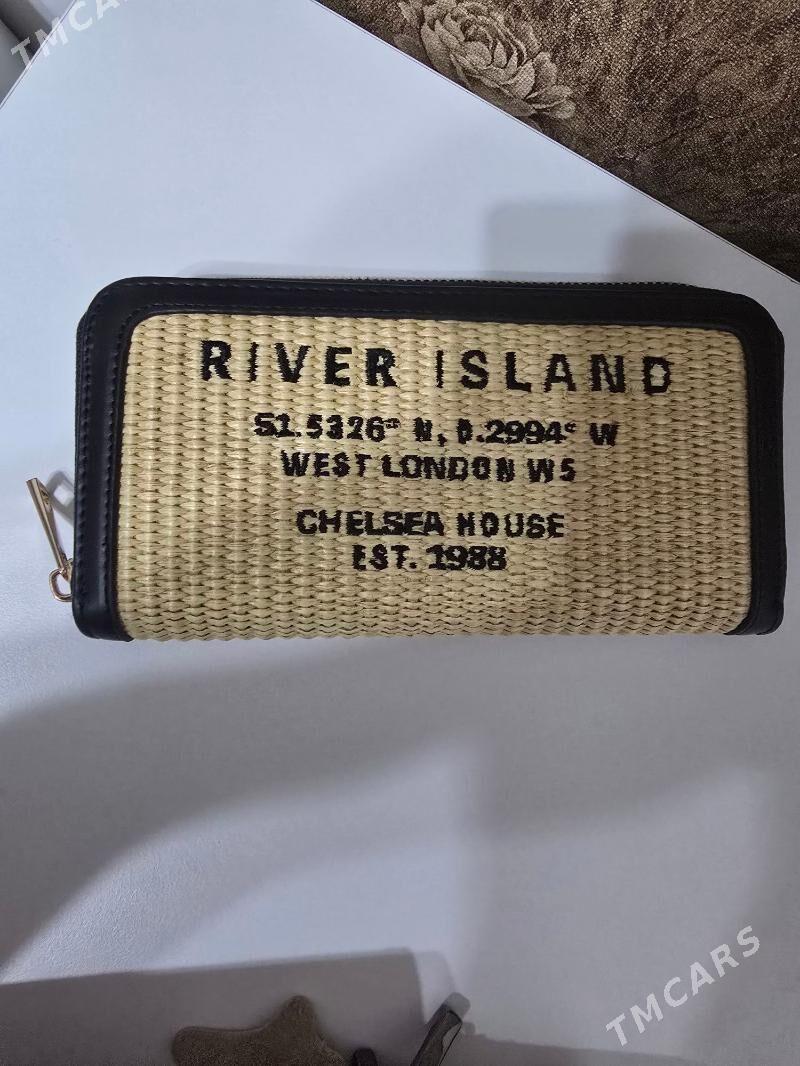 TMCARS
RIVER ISLAND
51.5326° N, 0.2994° W
WEST LONDON W5
CHELSEA HOUSE
EST. 1988
TMCARS